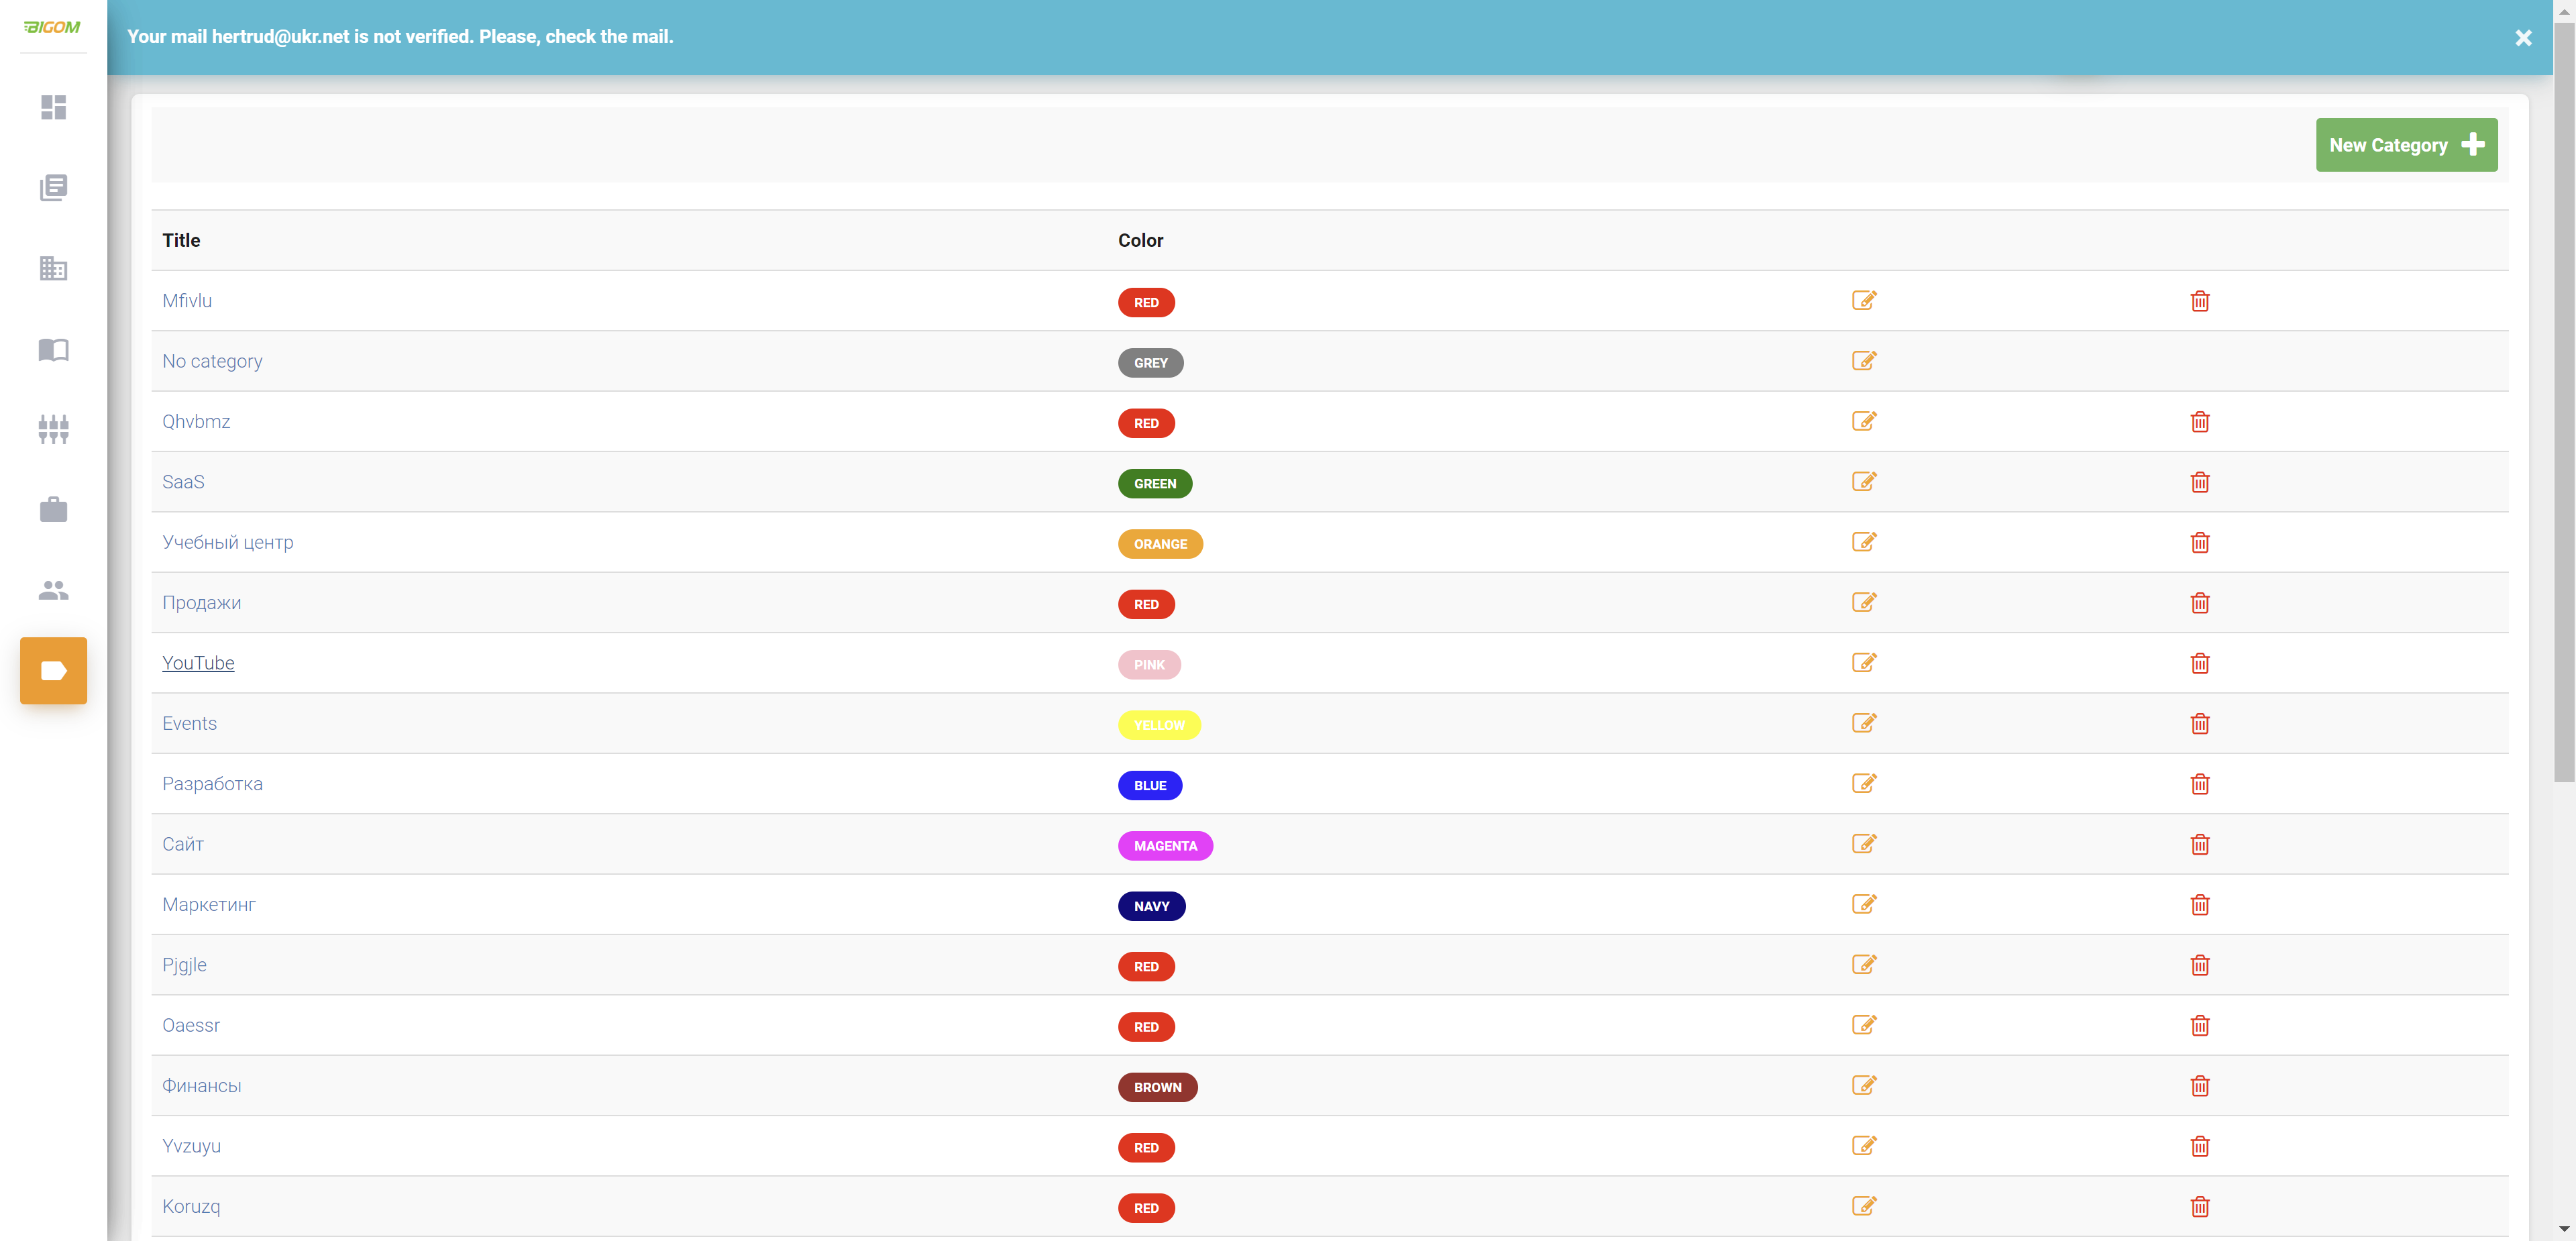 BIGOM
Your mail hertrud@ukr.net is not verified. Please, check the mail.
New Category
Title Color
Mfivlu RED
No category GREY
Qhvbmz RED
SaaS GREEN
Учебный центр ORANGE
Продажи RED
YouTube PINK
Events YELLOW
Разработка BLUE
Сайт MAGENTA
Маркетинг NAVY
Pjgjle RED
Oaessr RED
Финансы BROWN
Yvzuyu RED
Koruzq RED